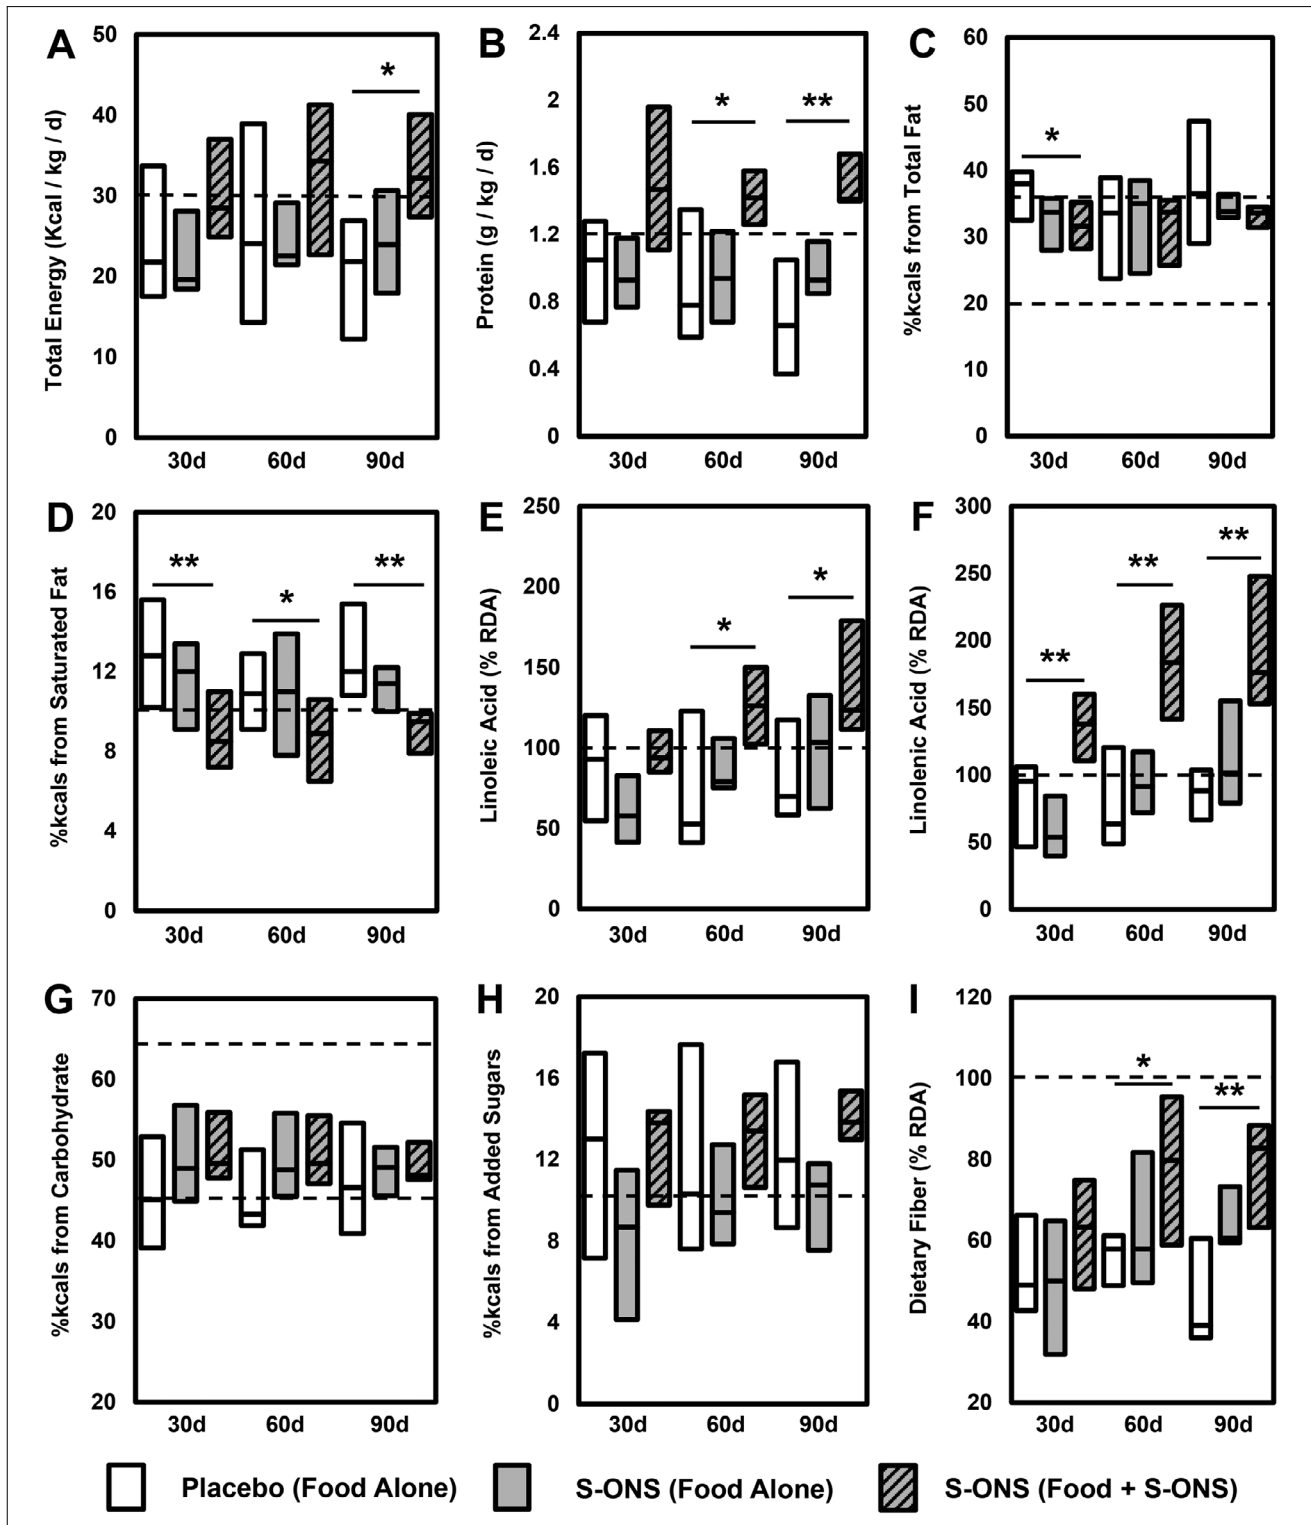 A
Total Energy (Kcal / kg / d)
50
40
30
20
10
0
*
30d 60d 90d
B
Protein (g / kg / d)
2.4
2
1.6
1.2
0.8
0.4
0
* **
30d 60d 90d
C
%kcals from Total Fat
60
50
40
30
20
10
0
*
30d 60d 90d
D
%kcals from Saturated Fat
20
16
12
8
4
0
** * **
30d 60d 90d
E
Linoleic Acid (% RDA)
250
200
150
100
50
0
* *
30d 60d 90d
F
Linolenic Acid (% RDA)
300
250
200
150
100
50
0
** ** **
30d 60d 90d
G
%kcals from Carbohydrate
70
60
50
40
30
20
30d 60d 90d
H
%kcals from Added Sugars
20
16
12
8
4
0
30d 60d 90d
I
Dietary Fiber (% RDA)
120
100
80
60
40
20
* **
30d 60d 90d
Placebo (Food Alone) S-ONS (Food Alone) S-ONS (Food + S-ONS)